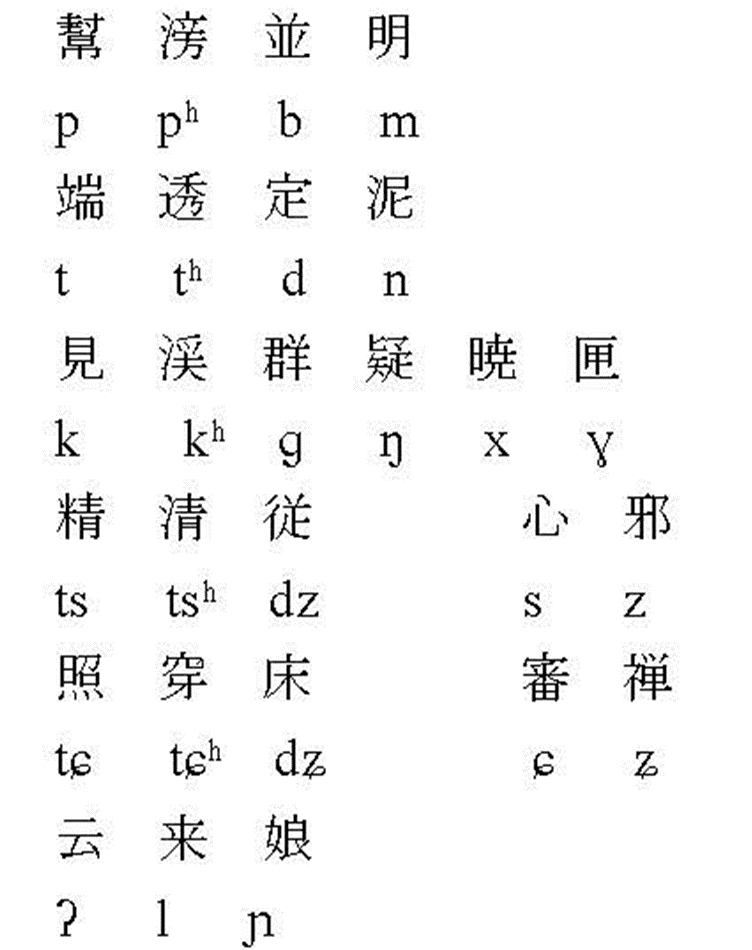 幫 滂 並 明
p pʰ b m
端 透 定 泥
t tʰ d n
見 渓 群 疑 暁 匣
k kʰ ɡ ŋ x ɣ
精 清 従 心 邪
ts tsʰ dz s z
照 穿 床 審 禅
tɕ tɕʰ dʑ ɕ ʑ
云 来 娘
ʔ l ɲ